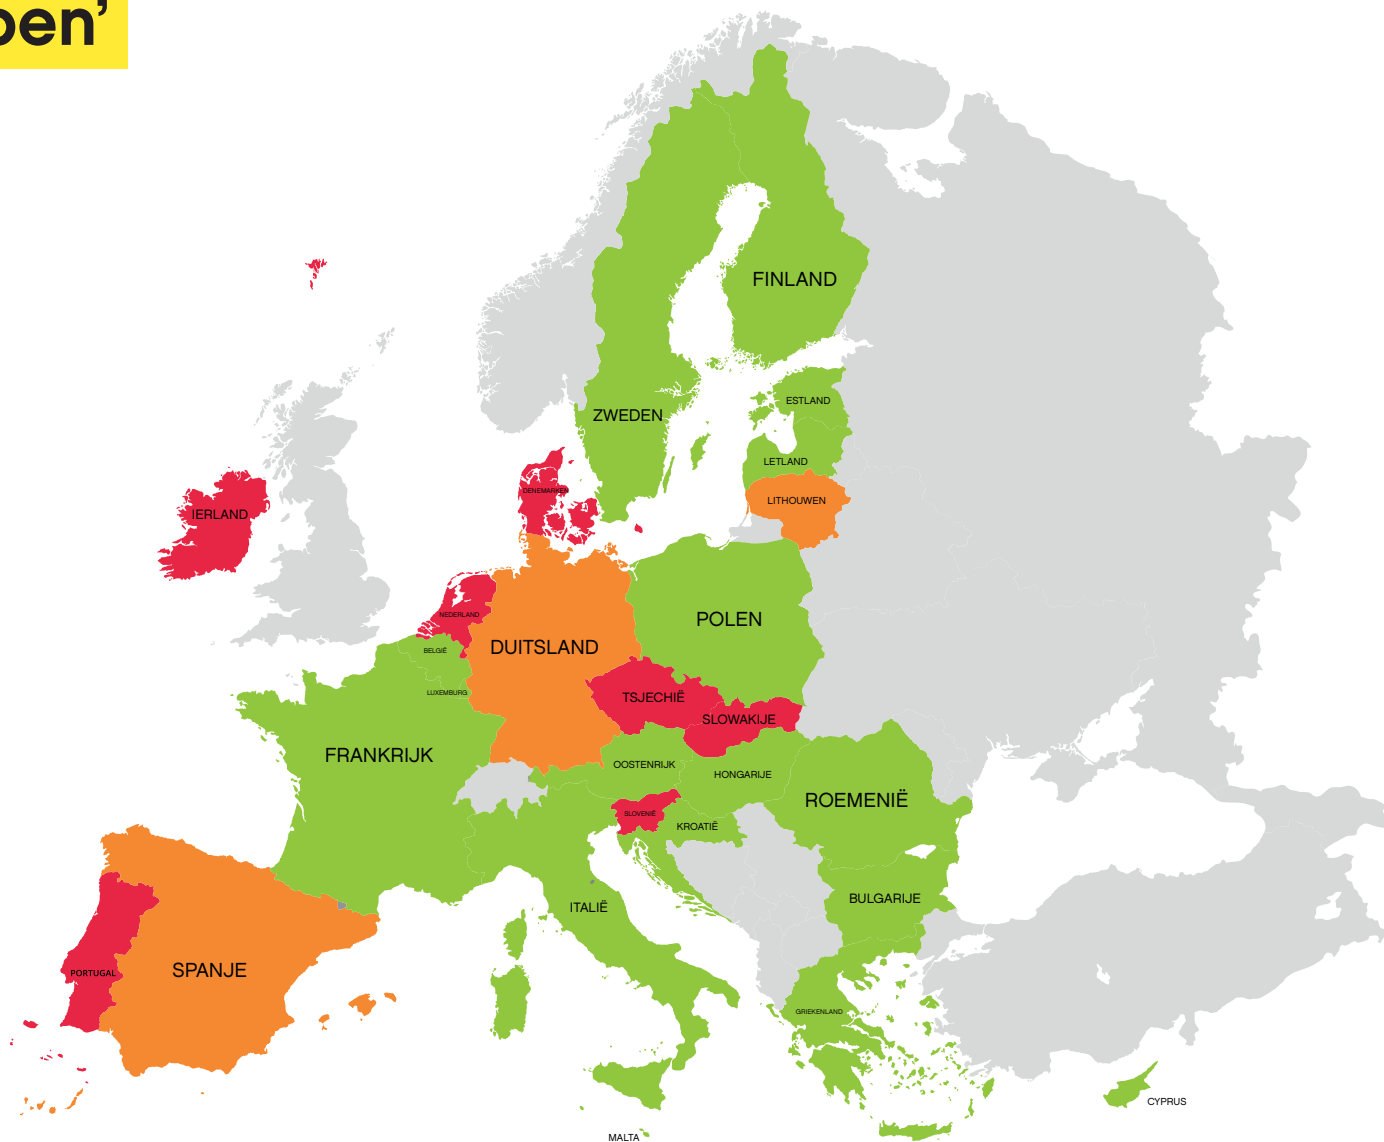 pen’
FINLAND
ESTLAND
ZWEDEN
LETLAND
DENEMARKEN
LITHOUWEN
IERLAND
NEDERLAND
POLEN
DUITSLAND
BELGIË
LUXEMBURG
TSJECHIË
SLOWAKIJE
FRANKRIJK
OOSTENRIJK
HONGARIJE
ROEMENIË
SLOVENIË
KROATIË
BULGARIJE
ITALIË
SPANJE
PORTUGAL
GRIEKENLAND
CYPRUS
MALTA